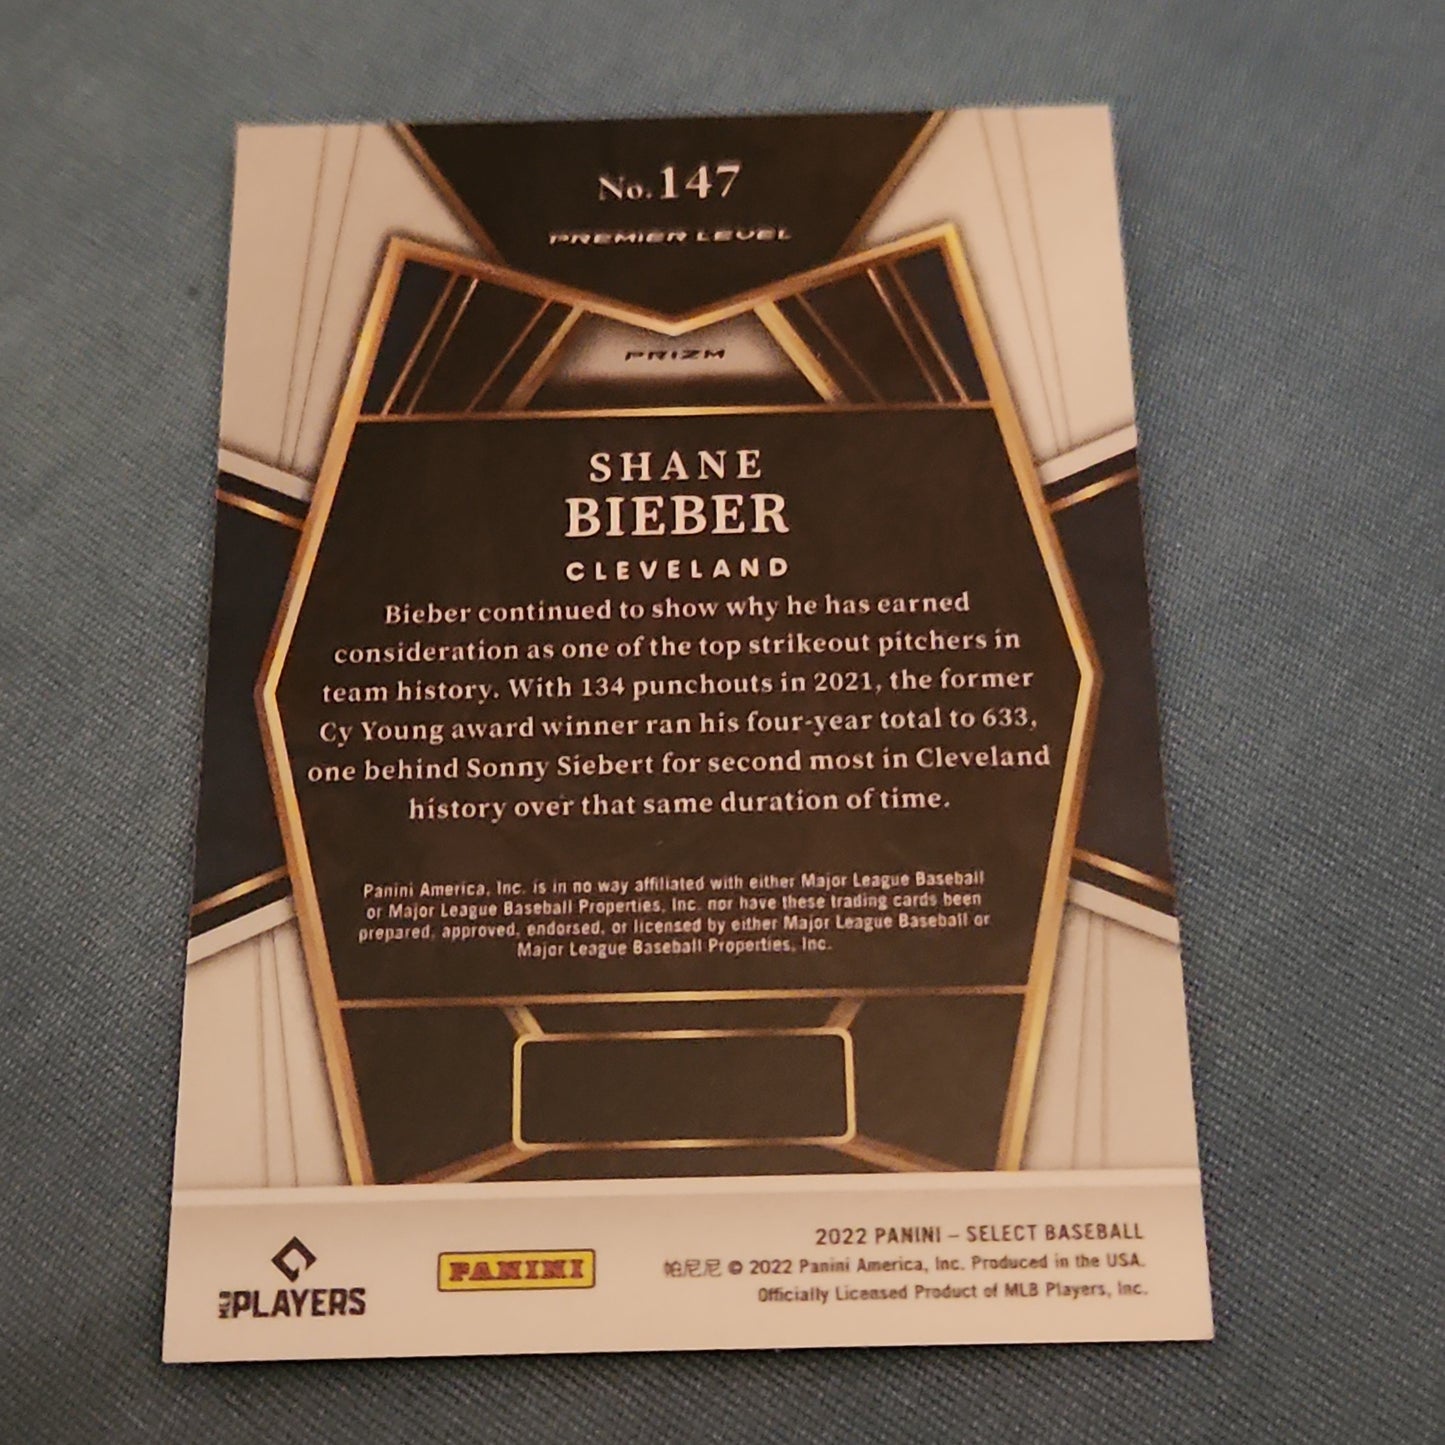 No. 147
PREMIER LEVEL
PRIZM
SHANE
BIEBER
CLEVELAND
Bieber continued to show why he has earned
consideration as one of the top strikeout pitchers in
team history. With 134 punchouts in 2021, the former
Cy Young award winner ran his four-year total to 633,
one behind Sonny Siebert for second most in Cleveland
history over that same duration of time.
Panini America, Inc. is in no way affiliated with either Major League Baseball
or Major League Baseball Properties, Inc. nor have these trading cards been
prepared, approved, endorsed, or licensed by either Major League Baseball or
Major League Baseball Properties, Inc.
2022 PANINI – SELECT BASEBALL
帕尼尼 © 2022 Panini America, Inc. Produced in the USA.
Officially Licensed Product of MLB Players, Inc.
MLB PLAYERS
PANINI